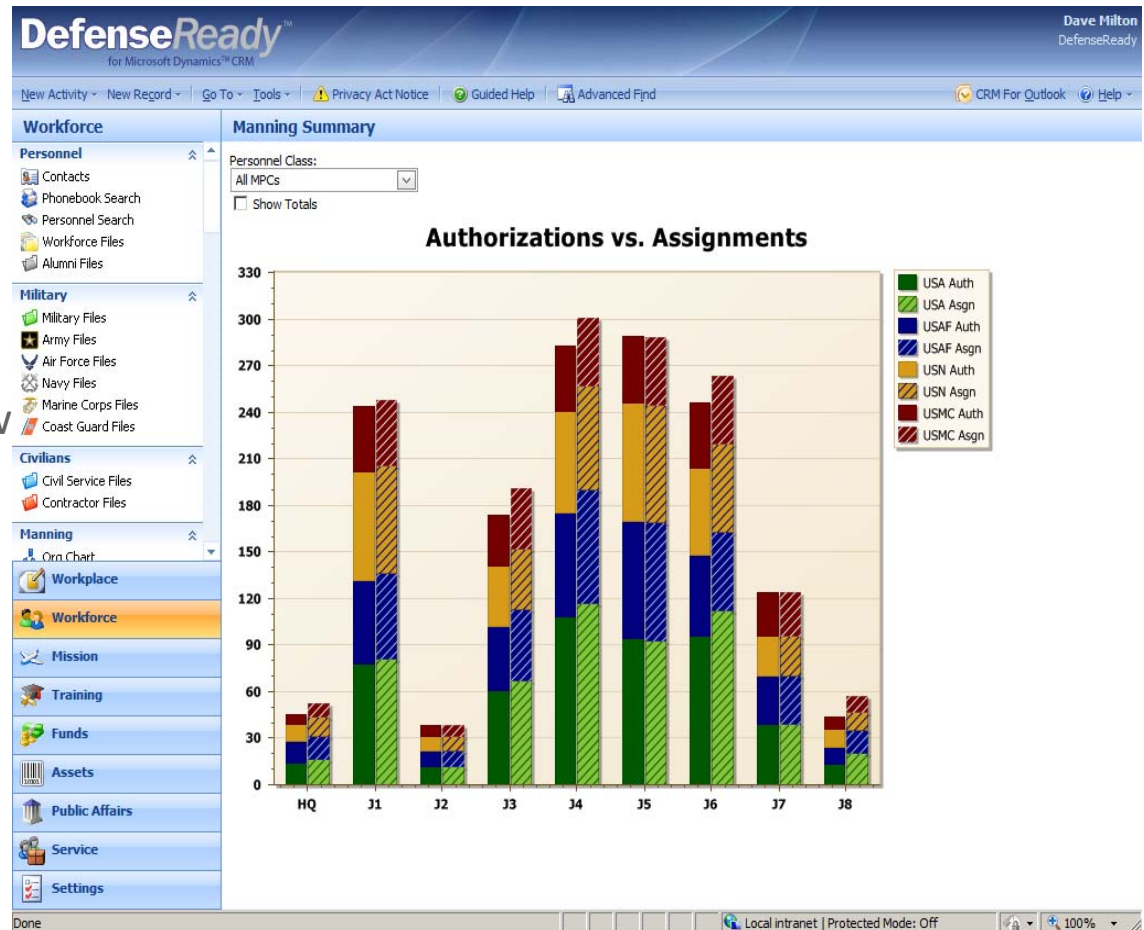 DefenseReady™
for Microsoft Dynamics™ CRM
Dave Milton
DefenseReady
New Activity New Record Go To Tools Privacy Act Notice Guided Help Advanced Find CRM For Outlook Help
Workforce
Personnel
Contacts
Phonebook Search
Personnel Search
Workforce Files
Alumni Files
Military
Military Files
Army Files
Air Force Files
Navy Files
Marine Corps Files
Coast Guard Files
Civilians
Civil Service Files
Contractor Files
Manning
Org Chart
Workplace
Workforce
Mission
Training
Funds
Assets
Public Affairs
Service
Settings
Manning Summary
Personnel Class:
All MPCs
Show Totals
Authorizations vs. Assignments
330
300
270
240
210
180
150
120
90
60
30
0
HQ J1 J2 J3 J4 J5 J6 J7 J8
USA Auth
USA Asgn
USAF Auth
USAF Asgn
USN Auth
USN Asgn
USMC Auth
USMC Asgn
Done
Local intranet | Protected Mode: Off
100%